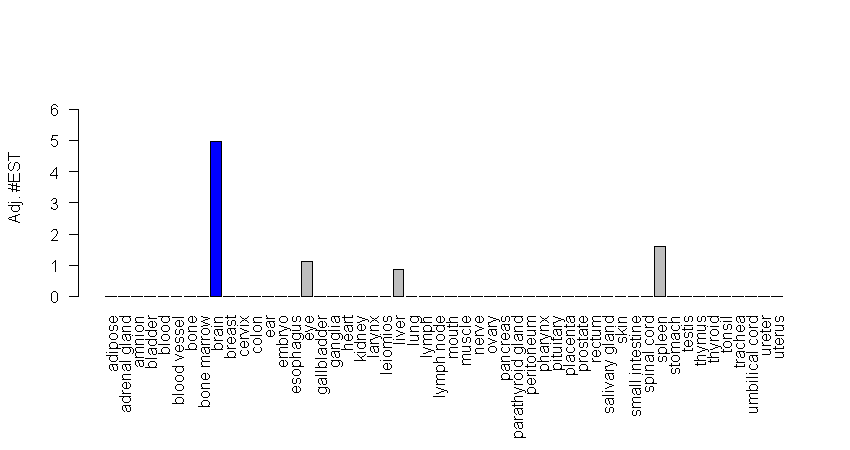 Adj. #EST
6
5
4
3
2
1
0
adipose
adrenal gland
amnion
bladder
blood
blood vessel
bone
bone marrow
brain
breast
cervix
colon
ear
embryo
esophagus
eye
gallbladder
ganglia
heart
kidney
larynx
leiomios
liver
lung
lymph
lymph node
mouth
muscle
nerve
ovary
pancreas
parathyroid gland
peritoneum
pharynx
pituitary
placenta
prostate
rectum
salivary gland
skin
small intestine
spinal cord
spleen
stomach
testis
thymus
thyroid
tonsil
trachea
umbilical cord
ureter
uterus